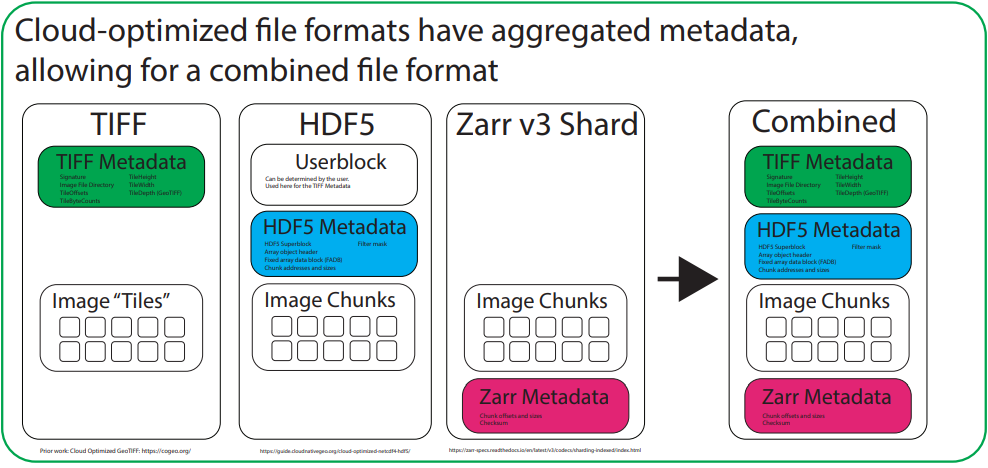 Cloud-optimized file formats have aggregated metadata,
allowing for a combined file format
TIFF
TIFF Metadata
Signature
Image File Directory
TileOffsets
TileByteCounts
TileHeight
TileWidth
TileDepth (GeoTIFF)
Image “Tiles”
HDF5
Userblock
Can be determined by the user.
Used here for the TIFF Metadata
HDF5 Metadata
HDF5 Superblock
Array object header
Fixed array data block (FADB)
Chunk addresses and sizes
Filter mask
Image Chunks
Zarr v3 Shard
Image Chunks
Zarr Metadata
Chunk offsets and sizes
Checksum
Combined
TIFF Metadata
Signature
Image File Directory
TileOffsets
TileByteCounts
TileHeight
TileWidth
TileDepth (GeoTIFF)
HDF5 Metadata
HDF5 Superblock
Array object header
Fixed array data block (FADB)
Chunk addresses and sizes
Filter mask
Image Chunks
Zarr Metadata
Chunk offsets and sizes
Checksum
Prior work: Cloud Optimized GeoTIFF: https://cogeo.org/
https://guide.cloudnativegeo.org/cloud-optimized-netcdf4-hdf5/
https://zarr-specs.readthedocs.io/en/latest/v3/codecs/sharding-indexed/index.html